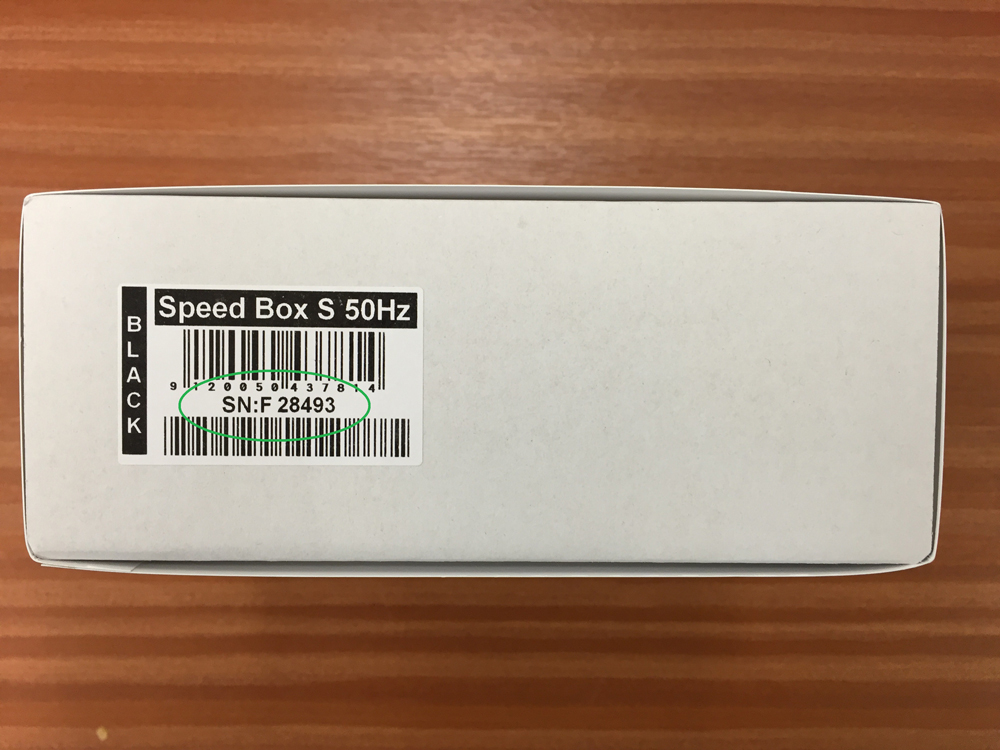 BLACK
Speed Box S 50Hz
9120050437814
SN:F 28493